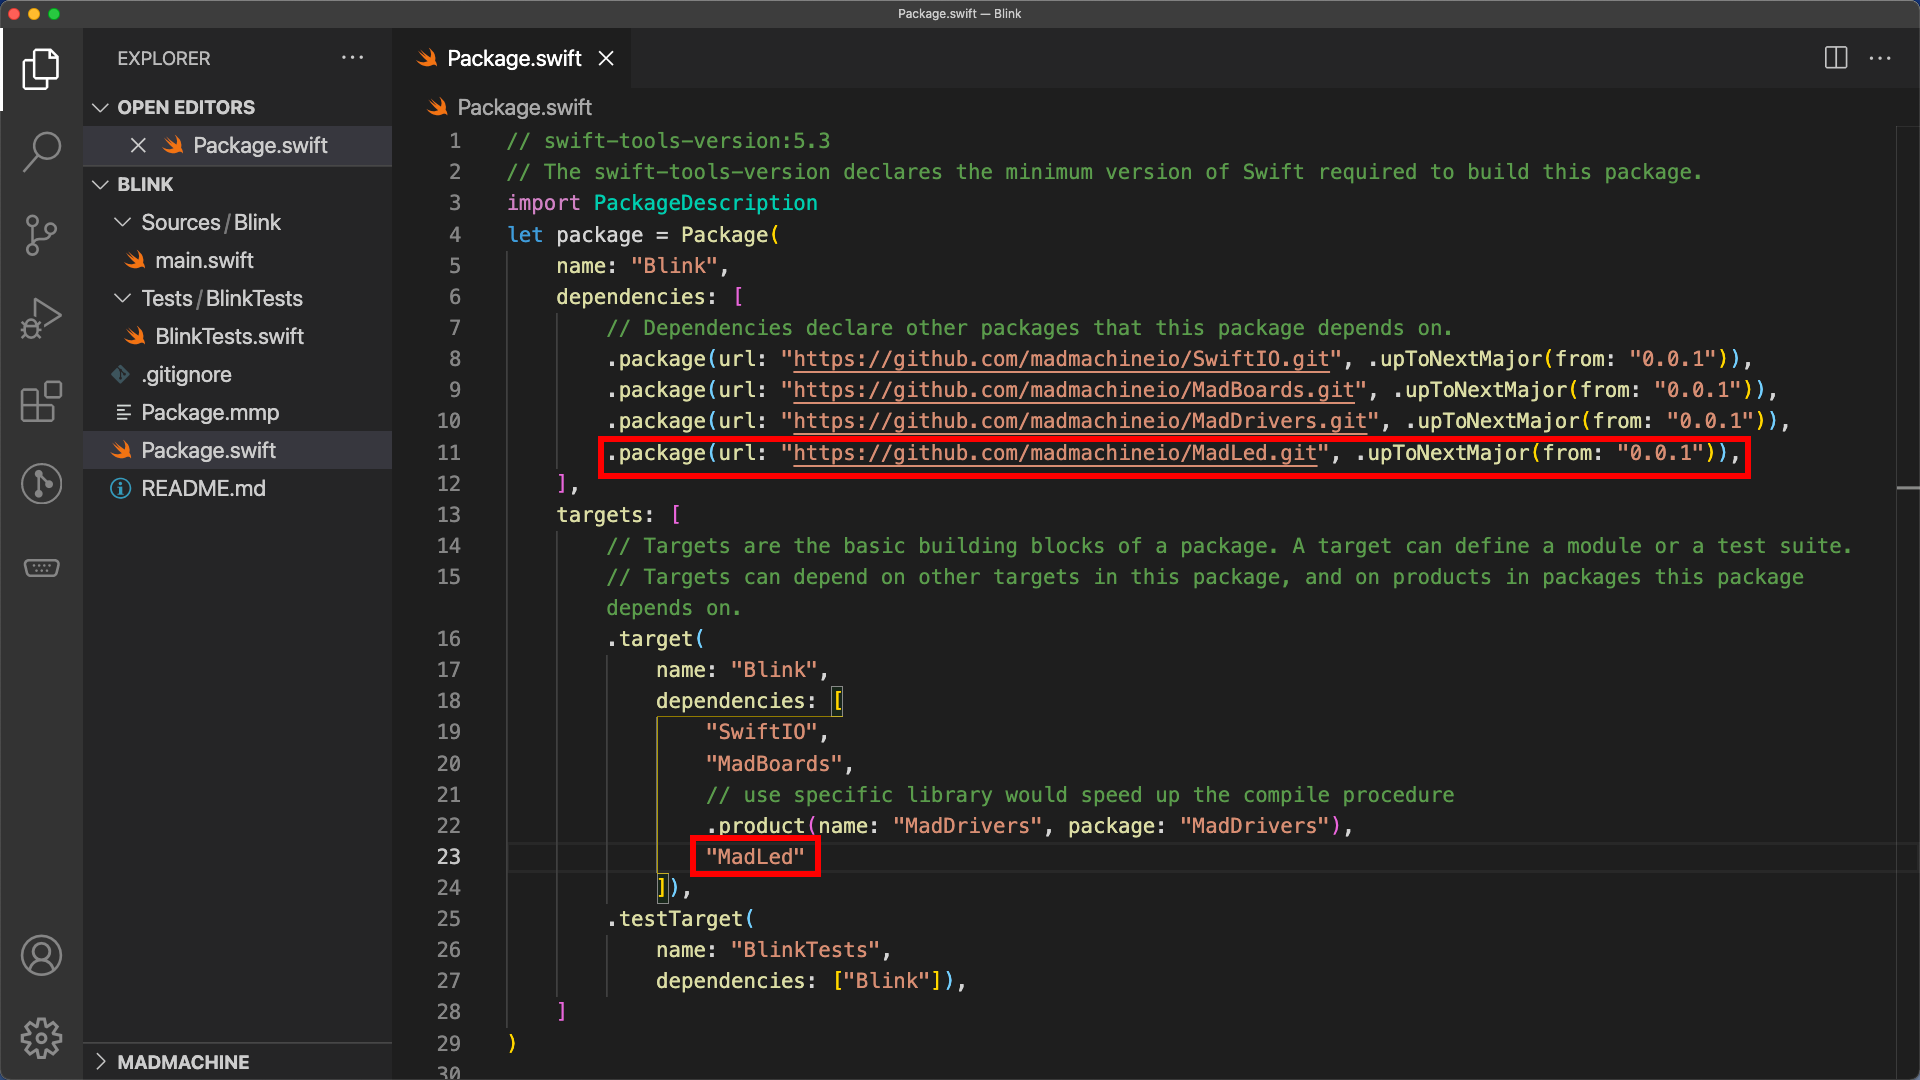 Package.swift — Blink
EXPLORER
OPEN EDITORS
Package.swift
BLINK
Sources/Blink
main.swift
Tests/BlinkTests
BlinkTests.swift
.gitignore
Package.mmp
Package.swift
README.md
MADMACHINE
Package.swift
Package.swift
1 // swift-tools-version:5.3
2 // The swift-tools-version declares the minimum version of Swift required to build this package.
3 import PackageDescription
4 let package = Package(
5 name: "Blink",
6 dependencies: [
7 // Dependencies declare other packages that this package depends on.
8 .package(url: "https://github.com/madmachineio/SwiftIO.git", .upToNextMajor(from: "0.0.1")),
9 .package(url: "https://github.com/madmachineio/MadBoards.git", .upToNextMajor(from: "0.0.1")),
10 .package(url: "https://github.com/madmachineio/MadDrivers.git", .upToNextMajor(from: "0.0.1")),
11 .package(url: "https://github.com/madmachineio/MadLed.git", .upToNextMajor(from: "0.0.1")),
12 ],
13 targets: [
14 // Targets are the basic building blocks of a package. A target can define a module or a test suite.
15 // Targets can depend on other targets in this package, and on products in packages this package
depends on.
16 .target(
17 name: "Blink",
18 dependencies: [
19 "SwiftIO",
20 "MadBoards",
21 // use specific library would speed up the compile procedure
22 .product(name: "MadDrivers", package: "MadDrivers"),
23 "MadLed"
24 ]),
25 .testTarget(
26 name: "BlinkTests",
27 dependencies: ["Blink"]),
28 ]
29 )
30